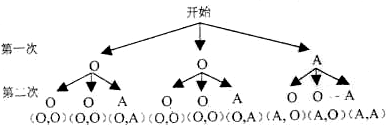 开始
第一次
O O A
第二次
O O A O O A O O A
(O,O) (O,O) (O,A) (O,O) (O,O) (O,A) (A,O) (A,O) (A,A)